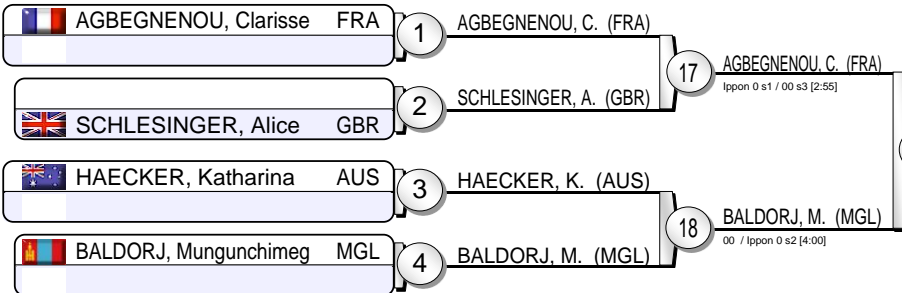 AGBEGNENOU, Clarisse FRA
1
AGBEGNENOU, C. (FRA)
17
AGBEGNENOU, C. (FRA)
Ippon 0 s1 / 00 s3 [2:55]
2
SCHLESINGER, A. (GBR)
SCHLESINGER, Alice GBR
HAECKER, Katharina AUS
3
HAECKER, K. (AUS)
18
BALDORJ, M. (MGL)
00 / Ippon 0 s2 [4:00]
BALDORJ, Mungunchimeg MGL
4
BALDORJ, M. (MGL)